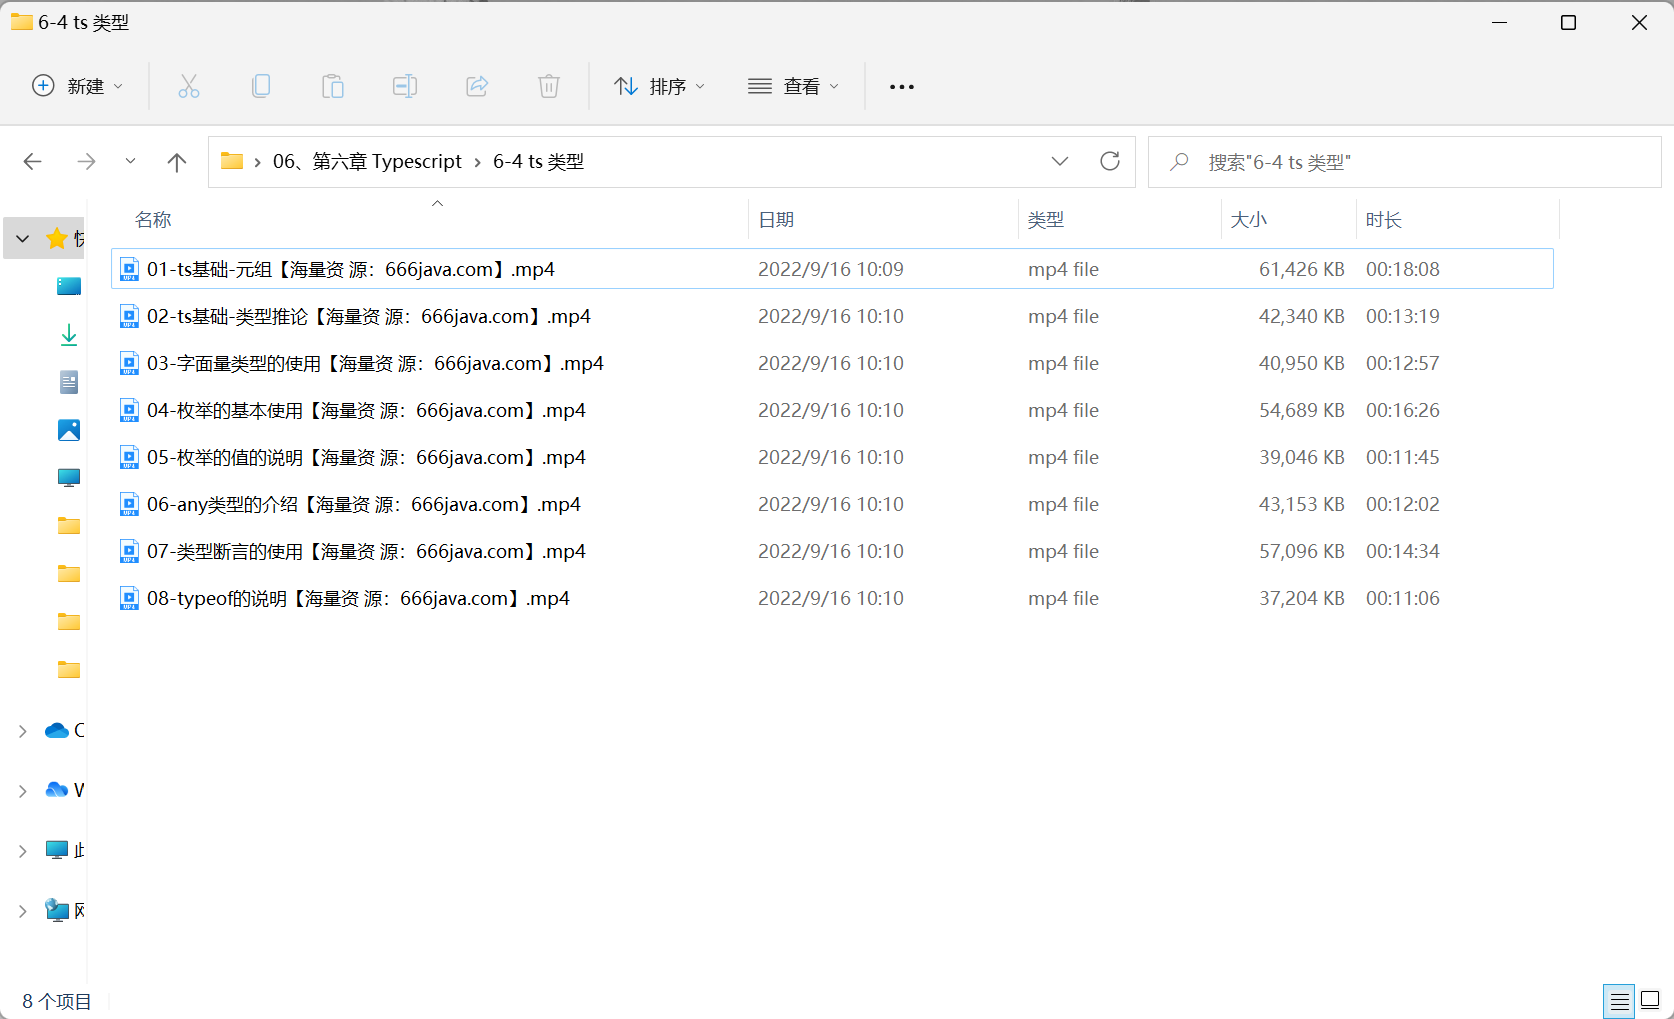 6-4 ts 类型
新建
排序
查看
06、第六章 Typescript
6-4 ts 类型
搜索"6-4 ts 类型"
名称 日期 类型 大小 时长
01-ts基础-元组【海量资 源：666java.com】.mp4 2022/9/16 10:09 mp4 file 61,426 KB 00:18:08
02-ts基础-类型推论【海量资 源：666java.com】.mp4 2022/9/16 10:10 mp4 file 42,340 KB 00:13:19
03-字面量类型的使用【海量资 源：666java.com】.mp4 2022/9/16 10:10 mp4 file 40,950 KB 00:12:57
04-枚举的基本使用【海量资 源：666java.com】.mp4 2022/9/16 10:10 mp4 file 54,689 KB 00:16:26
05-枚举的值的说明【海量资 源：666java.com】.mp4 2022/9/16 10:10 mp4 file 39,046 KB 00:11:45
06-any类型的介绍【海量资 源：666java.com】.mp4 2022/9/16 10:10 mp4 file 43,153 KB 00:12:02
07-类型断言的使用【海量资 源：666java.com】.mp4 2022/9/16 10:10 mp4 file 57,096 KB 00:14:34
08-typeof的说明【海量资 源：666java.com】.mp4 2022/9/16 10:10 mp4 file 37,204 KB 00:11:06
8 个项目